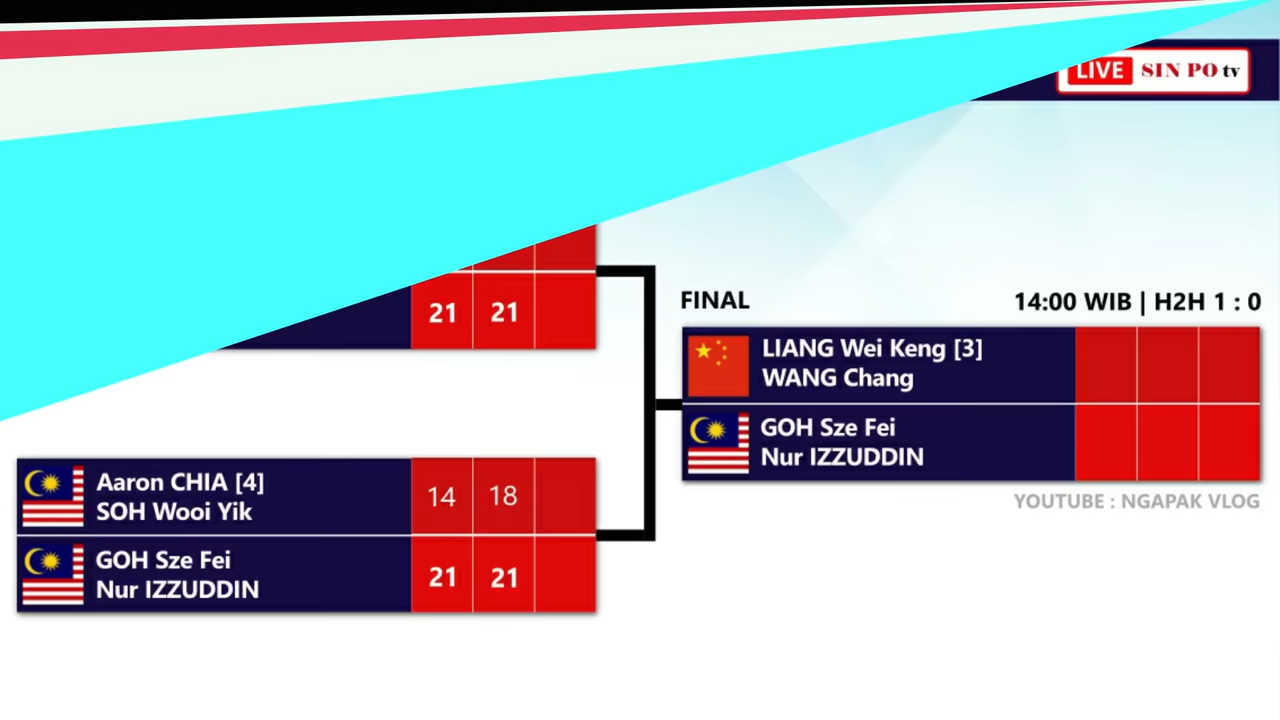 LIVE SIN PO tv
21 21
FINAL
14:00 WIB | H2H 1 : 0
LIANG Wei Keng [3]
WANG Chang
GOH Sze Fei
Nur IZZUDDIN
YOUTUBE : NGAPAK VLOG
Aaron CHIA [4]
SOH Wooi Yik
14 18
GOH Sze Fei
Nur IZZUDDIN
21 21